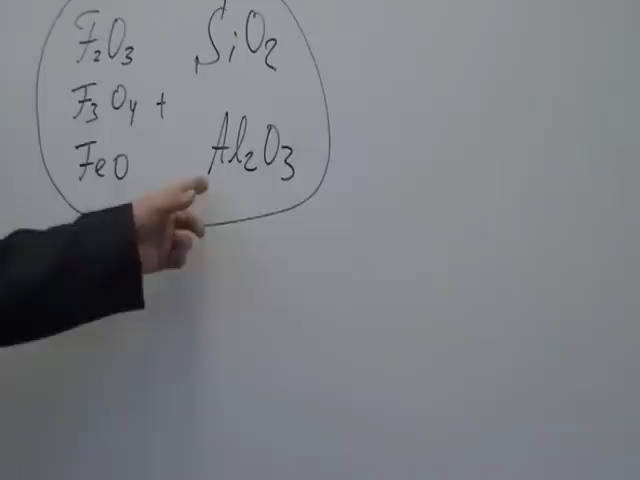 F₂O₃ SiO₂
F₃O₄ +
FeO Al₂O₃